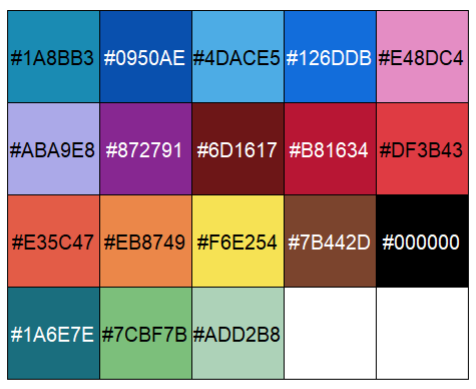 #1A8BB3 #0950AE #4DACE5 #126DDB #E48DC4
#ABA9E8 #872791 #6D1617 #B81634 #DF3B43
#E35C47 #EB8749 #F6E254 #7B442D #000000
#1A6E7E #7CBF7B #ADD2B8